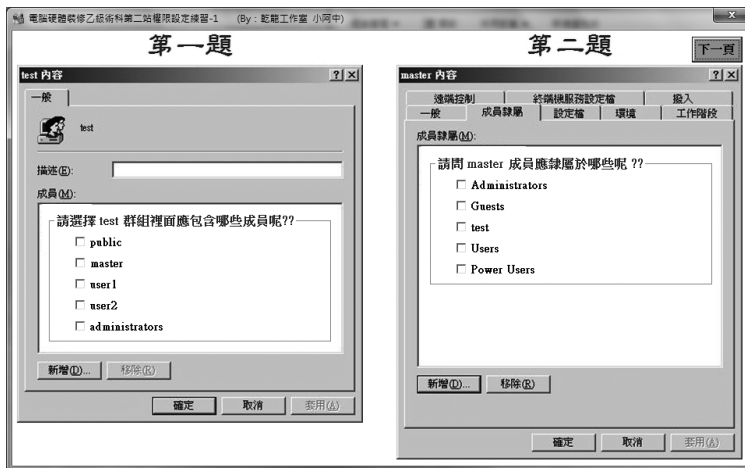 電腦硬體裝修乙級術科第二站權限設定練習-1 (By：乾龍工作室 小阿中)
第一題
第二題
下一頁
test 內容
一般
test
描述(E):
成員(M):
請選擇 test 群組裡面應包含哪些成員呢??
public
master
user1
user2
administrators
新增(D)... 移除(R)
確定 取消 套用(A)
master 內容
遠端控制 終端機服務設定檔 撥入
一般 成員隸屬 設定檔 環境 工作階段
成員隸屬(M):
請問 master 成員應隸屬於哪些呢 ??
Administrators
Guests
test
Users
Power Users
新增(D)... 移除(R)
確定 取消 套用(A)